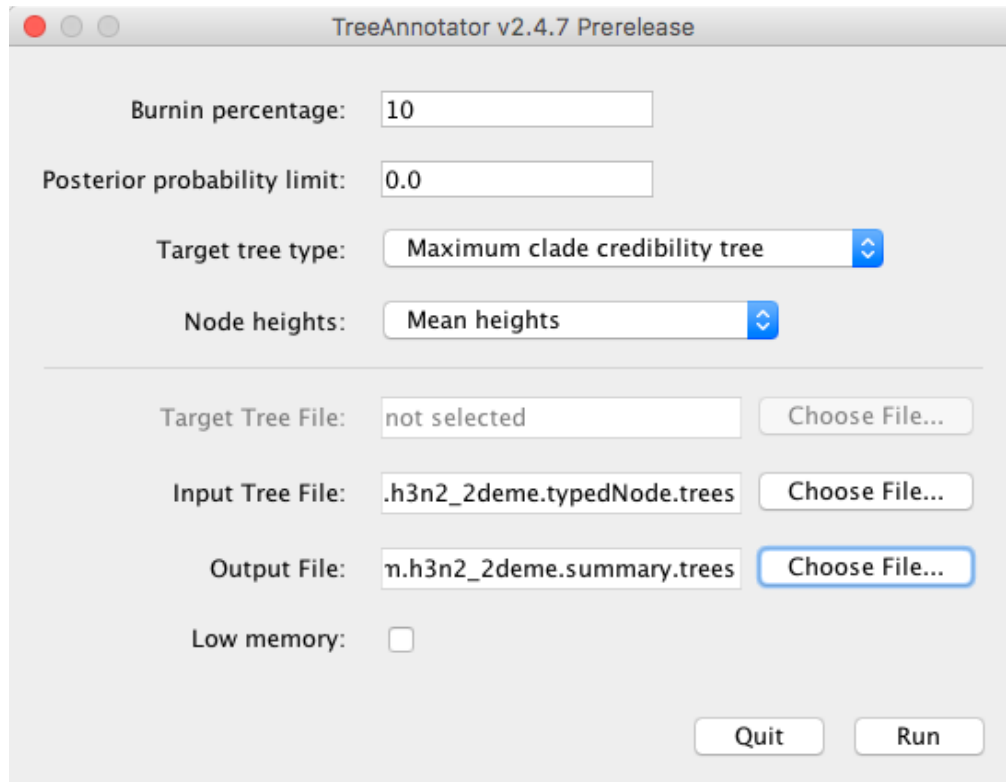 TreeAnnotator v2.4.7 Prerelease
Burnin percentage: 10
Posterior probability limit: 0.0
Target tree type: Maximum clade credibility tree
Node heights: Mean heights
Target Tree File: not selected Choose File...
Input Tree File: .h3n2_2deme.typedNode.trees Choose File...
Output File: n.h3n2_2deme.summary.trees Choose File...
Low memory:
Quit Run